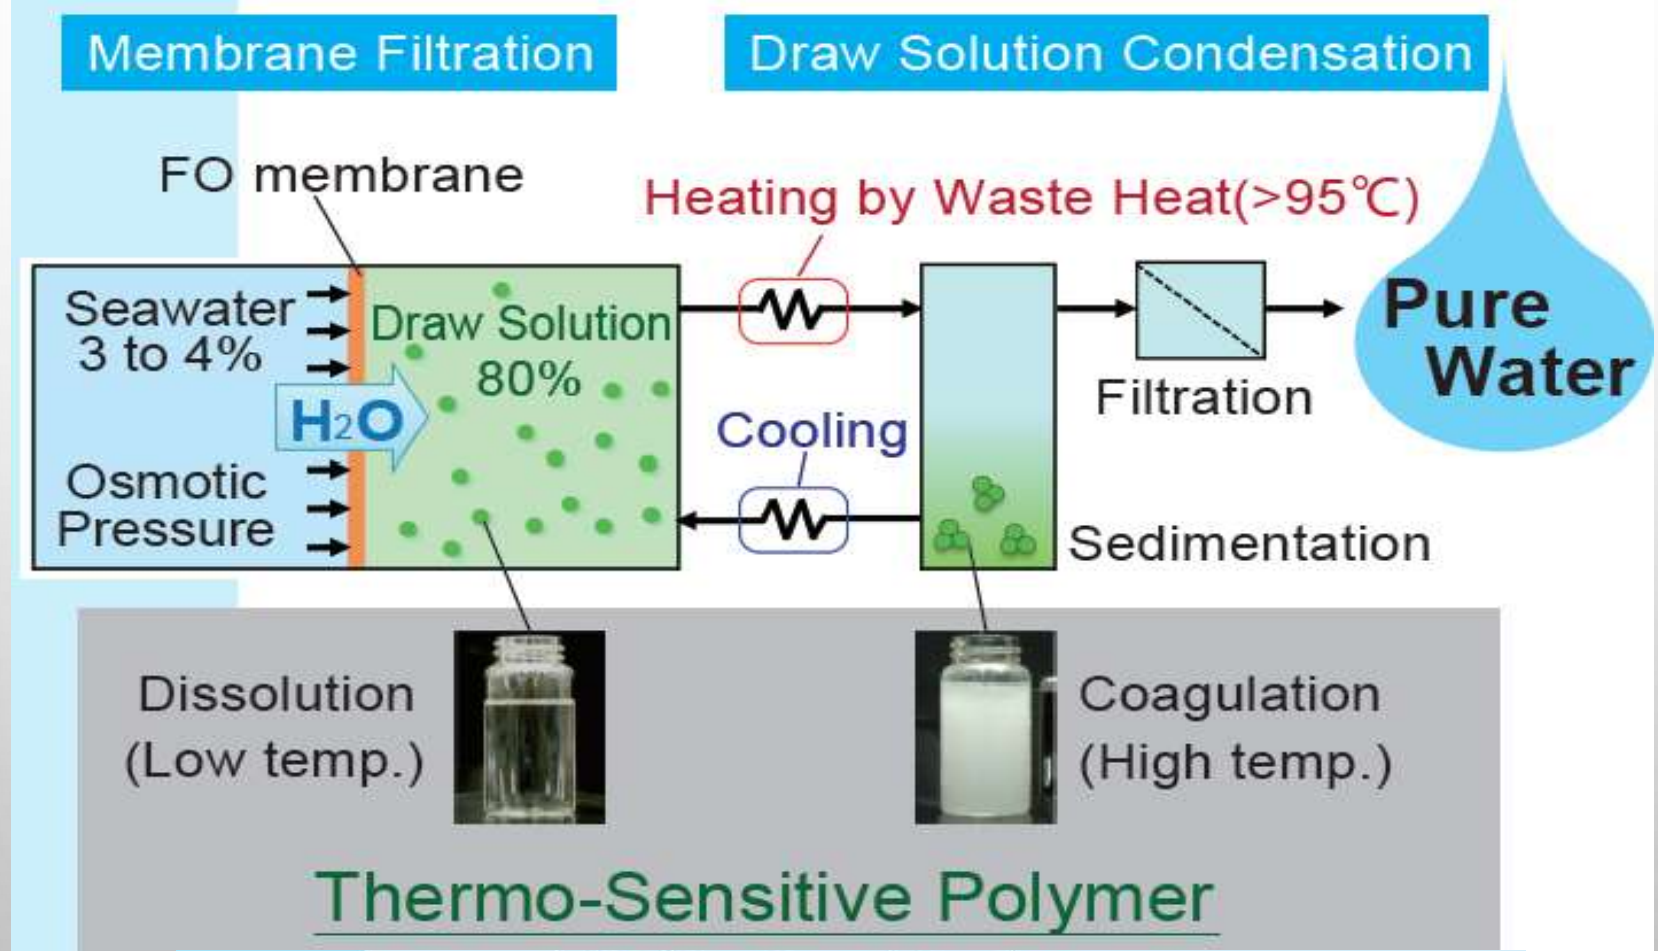 Membrane Filtration
Draw Solution Condensation
FO membrane
Heating by Waste Heat(>95℃)
Seawater
3 to 4%
Draw Solution
80%
H2O
Osmotic
Pressure
Cooling
Filtration
Pure
Water
Sedimentation
Dissolution
(Low temp.)
Coagulation
(High temp.)
Thermo-Sensitive Polymer